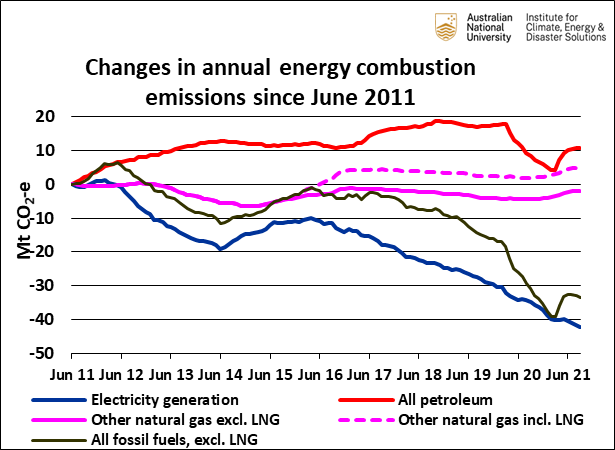 Australian
National
University
Institute for
Climate, Energy &
Disaster Solutions
Changes in annual energy combustion
emissions since June 2011
Mt CO₂-e
20
10
0
-10
-20
-30
-40
-50
Jun 11 Jun 12 Jun 13 Jun 14 Jun 15 Jun 16 Jun 17 Jun 18 Jun 19 Jun 20 Jun 21
Electricity generation All petroleum
Other natural gas excl. LNG Other natural gas incl. LNG
All fossil fuels, excl. LNG